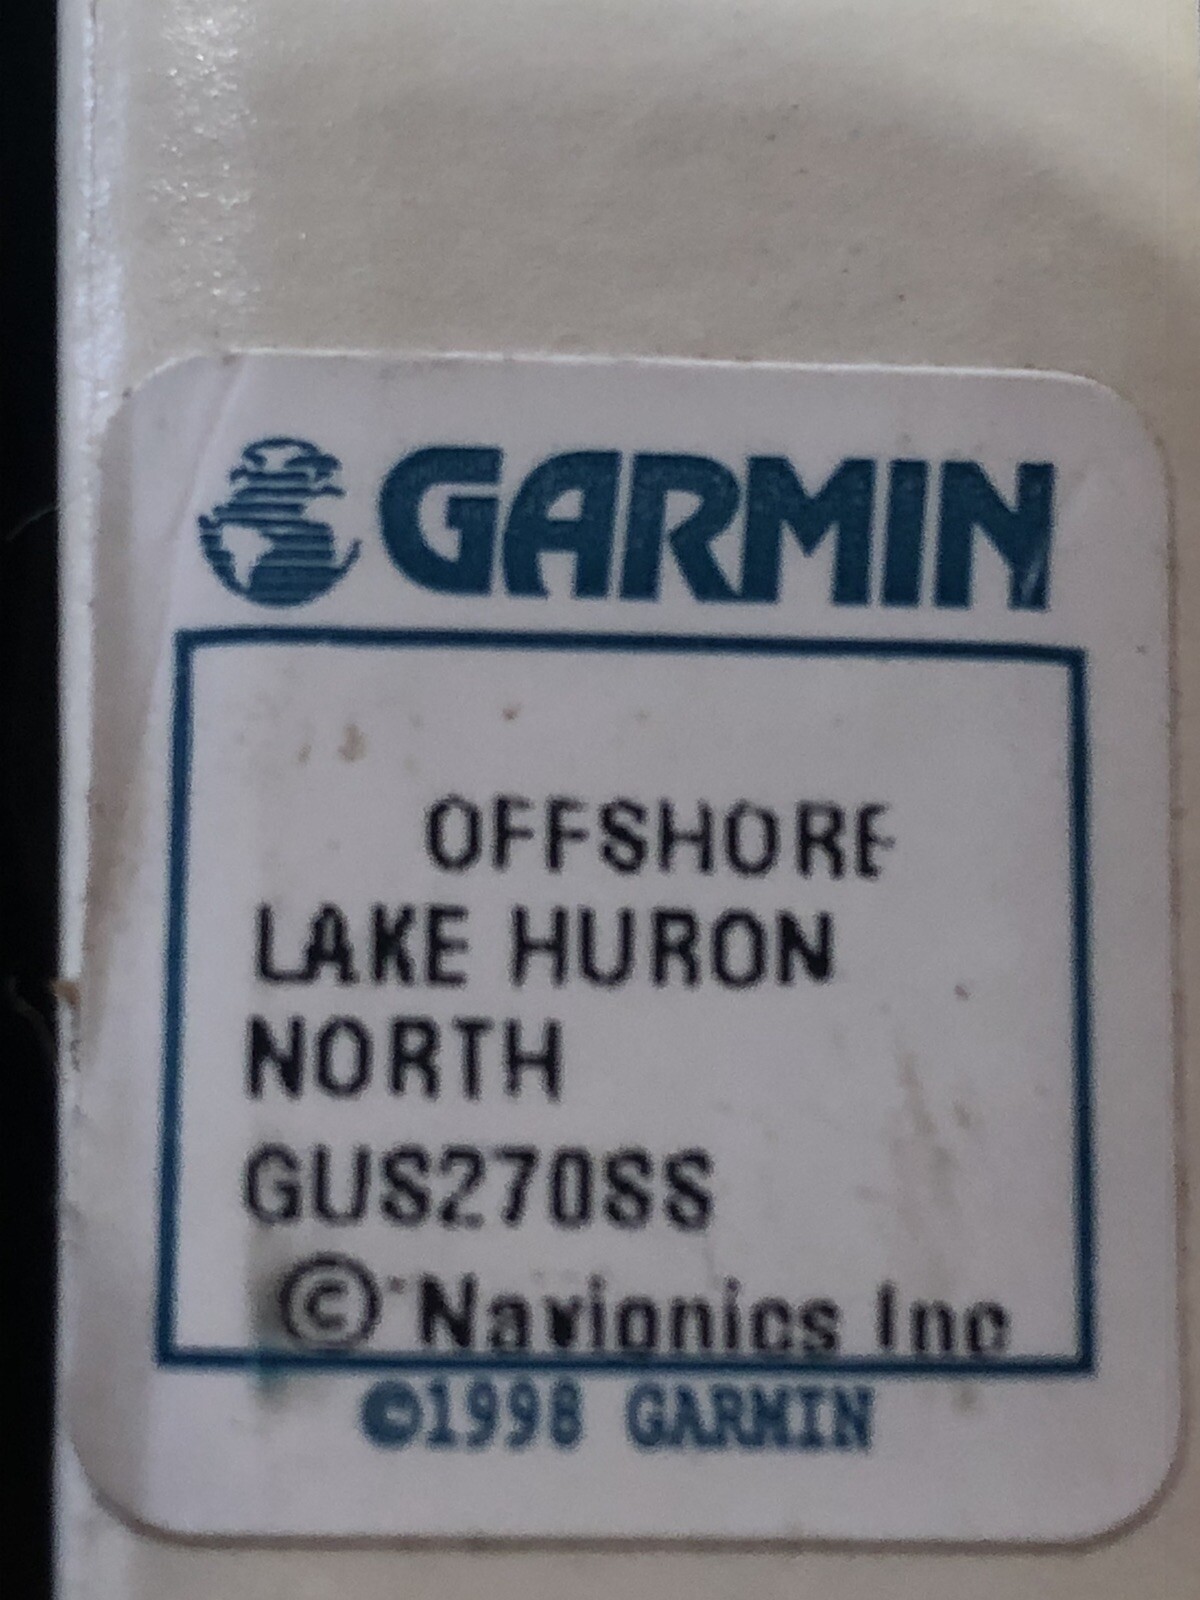 GARMIN
OFFSHORE
LAKE HURON
NORTH
GUS270SS
© Navionics Inc
©1998 GARMIN